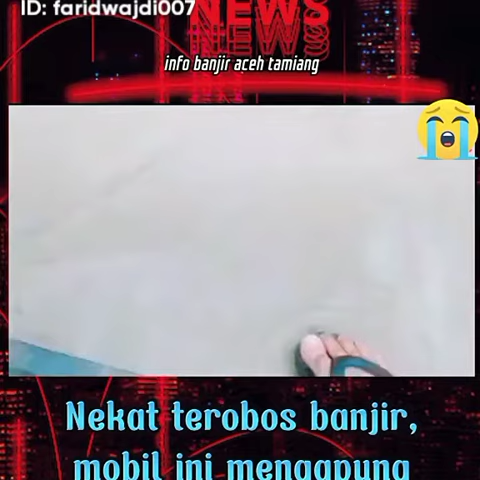 ID: faridwajdi007
NEWS
info banjir aceh tamiang
Nekat terobos banjir,
mobil ini mengapung